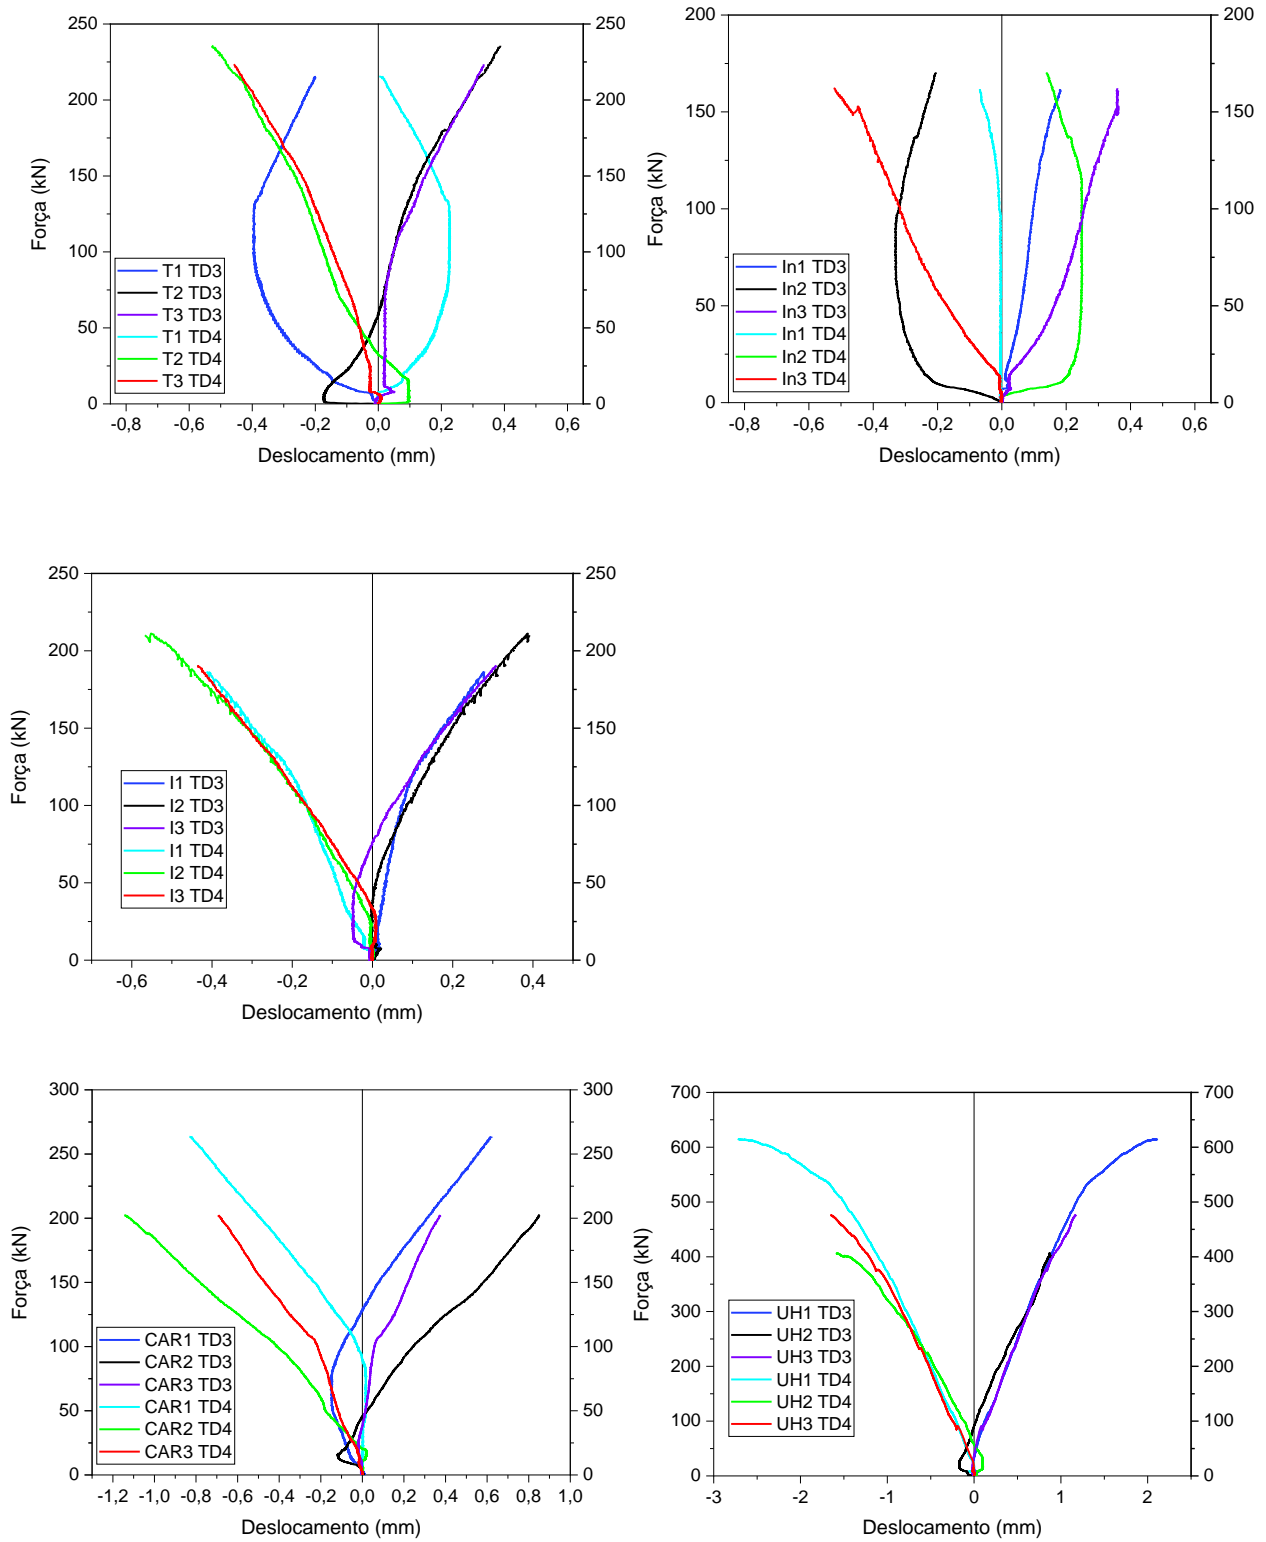 250
200
150
100
50
0
Força (kN)
250
200
150
100
50
0
T1 TD3
T2 TD3
T3 TD3
T1 TD4
T2 TD4
T3 TD4
-0,8 -0,6 -0,4 -0,2 0,0 0,2 0,4 0,6
Deslocamento (mm)
200
150
100
50
0
Força (kN)
200
150
100
50
0
In1 TD3
In2 TD3
In3 TD3
In1 TD4
In2 TD4
In3 TD4
-0,8 -0,6 -0,4 -0,2 0,0 0,2 0,4 0,6
Deslocamento (mm)
250
200
150
100
50
0
Força (kN)
250
200
150
100
50
0
I1 TD3
I2 TD3
I3 TD3
I1 TD4
I2 TD4
I3 TD4
-0,6 -0,4 -0,2 0,0 0,2 0,4
Deslocamento (mm)
300
250
200
150
100
50
0
Força (kN)
300
250
200
150
100
50
0
CAR1 TD3
CAR2 TD3
CAR3 TD3
CAR1 TD4
CAR2 TD4
CAR3 TD4
-1,2 -1,0 -0,8 -0,6 -0,4 -0,2 0,0 0,2 0,4 0,6 0,8 1,0
Deslocamento (mm)
700
600
500
400
300
200
100
0
Força (kN)
700
600
500
400
300
200
100
0
UH1 TD3
UH2 TD3
UH3 TD3
UH1 TD4
UH2 TD4
UH3 TD4
-3 -2 -1 0 1 2
Deslocamento (mm)